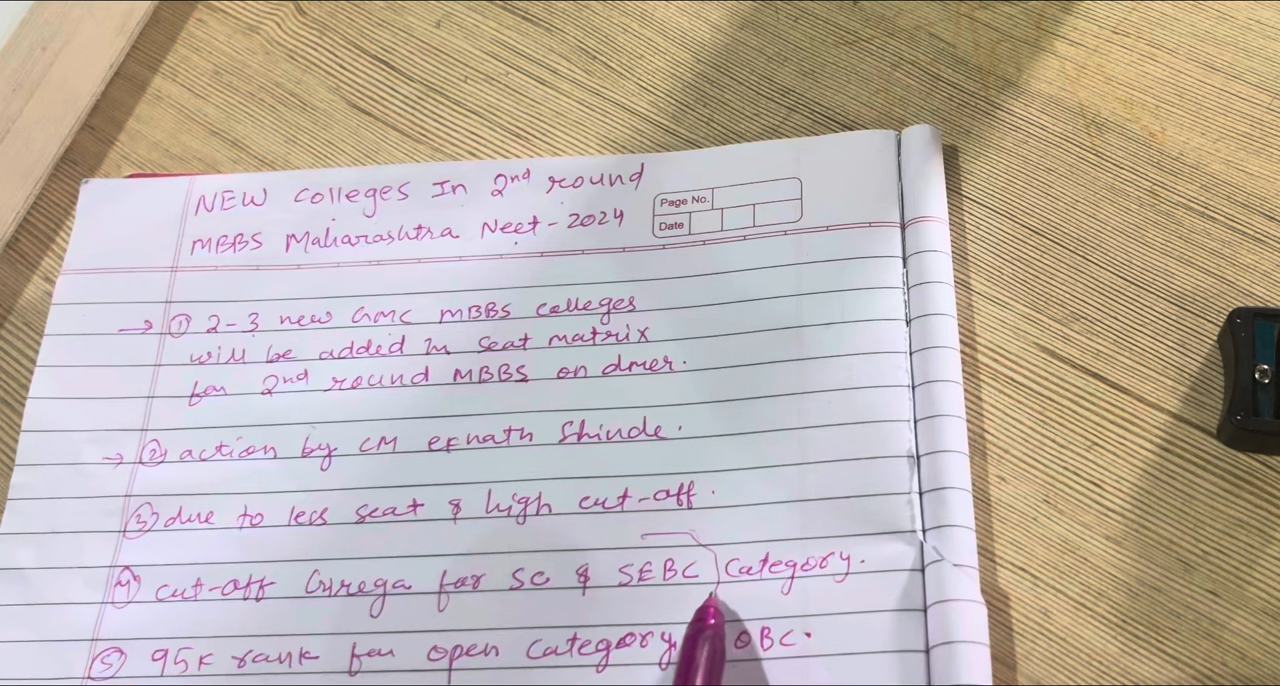 NEW Colleges In 2nd round
MBBS Maharashtra Neet - 2024
Page No.
Date
→ ① 2-3 new GMC MBBS colleges
will be added in seat matrix
for 2nd round MBBS on dmer.
→ ② action by CM eknath Shinde.
③ due to less seat & high cut-off.
④ cut-off Gyrega for SC & SEBC Category.
⑤ 95K rank for open category OBC.